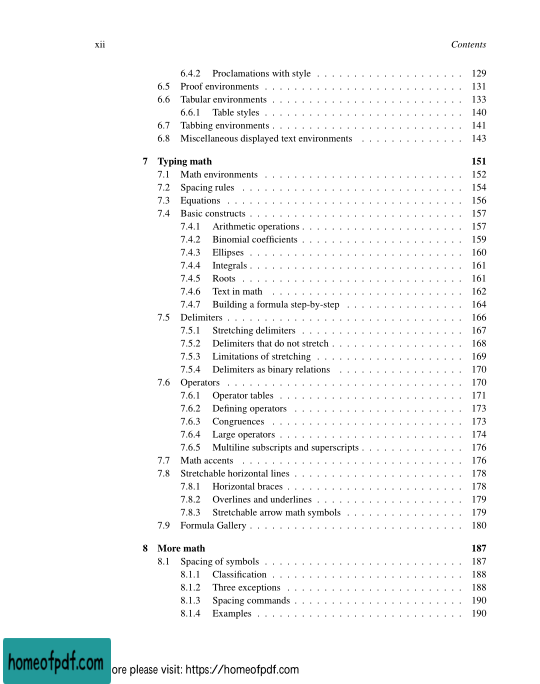 xii Contents
6.4.2 Proclamations with style . . . . . . . . . . . . . . . . . . . . 129
6.5 Proof environments . . . . . . . . . . . . . . . . . . . . . . . . . . . 131
6.6 Tabular environments . . . . . . . . . . . . . . . . . . . . . . . . . . 133
6.6.1 Table styles . . . . . . . . . . . . . . . . . . . . . . . . . . . 140
6.7 Tabbing environments . . . . . . . . . . . . . . . . . . . . . . . . . . 141
6.8 Miscellaneous displayed text environments . . . . . . . . . . . . . . 143
7 Typing math 151
7.1 Math environments . . . . . . . . . . . . . . . . . . . . . . . . . . . 152
7.2 Spacing rules . . . . . . . . . . . . . . . . . . . . . . . . . . . . . . 154
7.3 Equations . . . . . . . . . . . . . . . . . . . . . . . . . . . . . . . . 156
7.4 Basic constructs . . . . . . . . . . . . . . . . . . . . . . . . . . . . . 157
7.4.1 Arithmetic operations . . . . . . . . . . . . . . . . . . . . . . 157
7.4.2 Binomial coefficients . . . . . . . . . . . . . . . . . . . . . . 159
7.4.3 Ellipses . . . . . . . . . . . . . . . . . . . . . . . . . . . . . 160
7.4.4 Integrals . . . . . . . . . . . . . . . . . . . . . . . . . . . . . 161
7.4.5 Roots . . . . . . . . . . . . . . . . . . . . . . . . . . . . . . 161
7.4.6 Text in math . . . . . . . . . . . . . . . . . . . . . . . . . . 162
7.4.7 Building a formula step-by-step . . . . . . . . . . . . . . . . 164
7.5 Delimiters . . . . . . . . . . . . . . . . . . . . . . . . . . . . . . . . 166
7.5.1 Stretching delimiters . . . . . . . . . . . . . . . . . . . . . . 167
7.5.2 Delimiters that do not stretch . . . . . . . . . . . . . . . . . . 168
7.5.3 Limitations of stretching . . . . . . . . . . . . . . . . . . . . 169
7.5.4 Delimiters as binary relations . . . . . . . . . . . . . . . . . 170
7.6 Operators . . . . . . . . . . . . . . . . . . . . . . . . . . . . . . . . 170
7.6.1 Operator tables . . . . . . . . . . . . . . . . . . . . . . . . . 171
7.6.2 Defining operators . . . . . . . . . . . . . . . . . . . . . . . 173
7.6.3 Congruences . . . . . . . . . . . . . . . . . . . . . . . . . . 173
7.6.4 Large operators . . . . . . . . . . . . . . . . . . . . . . . . . 174
7.6.5 Multiline subscripts and superscripts . . . . . . . . . . . . . . 176
7.7 Math accents . . . . . . . . . . . . . . . . . . . . . . . . . . . . . . 176
7.8 Stretchable horizontal lines . . . . . . . . . . . . . . . . . . . . . . . 178
7.8.1 Horizontal braces . . . . . . . . . . . . . . . . . . . . . . . . 178
7.8.2 Overlines and underlines . . . . . . . . . . . . . . . . . . . . 179
7.8.3 Stretchable arrow math symbols . . . . . . . . . . . . . . . . 179
7.9 Formula Gallery . . . . . . . . . . . . . . . . . . . . . . . . . . . . . 180
8 More math 187
8.1 Spacing of symbols . . . . . . . . . . . . . . . . . . . . . . . . . . . 187
8.1.1 Classification . . . . . . . . . . . . . . . . . . . . . . . . . . 188
8.1.2 Three exceptions . . . . . . . . . . . . . . . . . . . . . . . . 188
8.1.3 Spacing commands . . . . . . . . . . . . . . . . . . . . . . . 190
8.1.4 Examples . . . . . . . . . . . . . . . . . . . . . . . . . . . . 190
homeofpdf.com ore please visit: https://homeofpdf.com